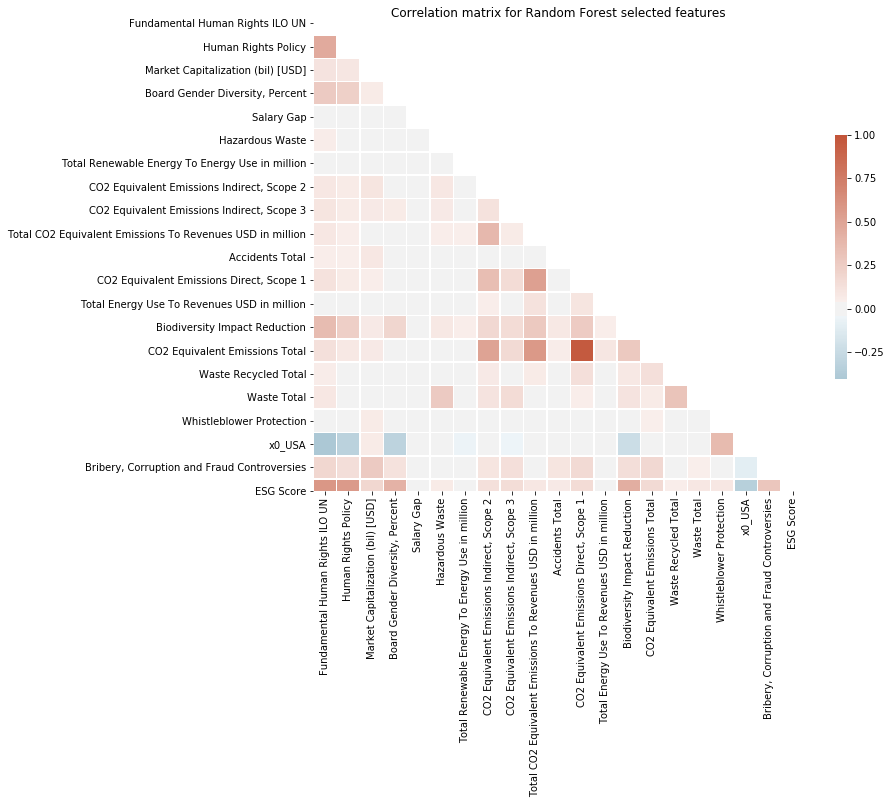 Correlation matrix for Random Forest selected features
Fundamental Human Rights ILO UN
Human Rights Policy
Market Capitalization (bil) [USD]
Board Gender Diversity, Percent
Salary Gap
Hazardous Waste
Total Renewable Energy To Energy Use in million
CO2 Equivalent Emissions Indirect, Scope 2
CO2 Equivalent Emissions Indirect, Scope 3
Total CO2 Equivalent Emissions To Revenues USD in million
Accidents Total
CO2 Equivalent Emissions Direct, Scope 1
Total Energy Use To Revenues USD in million
Biodiversity Impact Reduction
CO2 Equivalent Emissions Total
Waste Recycled Total
Waste Total
Whistleblower Protection
x0_USA
Bribery, Corruption and Fraud Controversies
ESG Score
Fundamental Human Rights ILO UN
Human Rights Policy
Market Capitalization (bil) [USD]
Board Gender Diversity, Percent
Salary Gap
Hazardous Waste
Total Renewable Energy To Energy Use in million
CO2 Equivalent Emissions Indirect, Scope 2
CO2 Equivalent Emissions Indirect, Scope 3
Total CO2 Equivalent Emissions To Revenues USD in million
Accidents Total
CO2 Equivalent Emissions Direct, Scope 1
Total Energy Use To Revenues USD in million
Biodiversity Impact Reduction
CO2 Equivalent Emissions Total
Waste Recycled Total
Waste Total
Whistleblower Protection
x0_USA
Bribery, Corruption and Fraud Controversies
ESG Score
1.00
0.75
0.50
0.25
0.00
−0.25